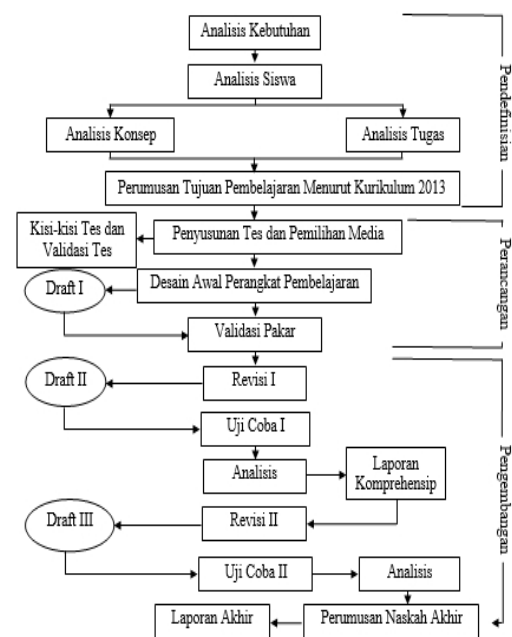 Analisis Kebutuhan
Analisis Siswa
Analisis Konsep
Analisis Tugas
Perumusan Tujuan Pembelajaran Menurut Kurikulum 2013
Pendefinisian
Kisi-kisi Tes dan
Validasi Tes
Penyusunan Tes dan Pemilihan Media
Draft I
Desain Awal Perangkat Pembelajaran
Validasi Pakar
Perancangan
Draft II
Revisi I
Uji Coba I
Analisis
Laporan
Komprehensip
Draft III
Revisi II
Uji Coba II
Analisis
Laporan Akhir
Perumusan Naskah Akhir
Pengembangan